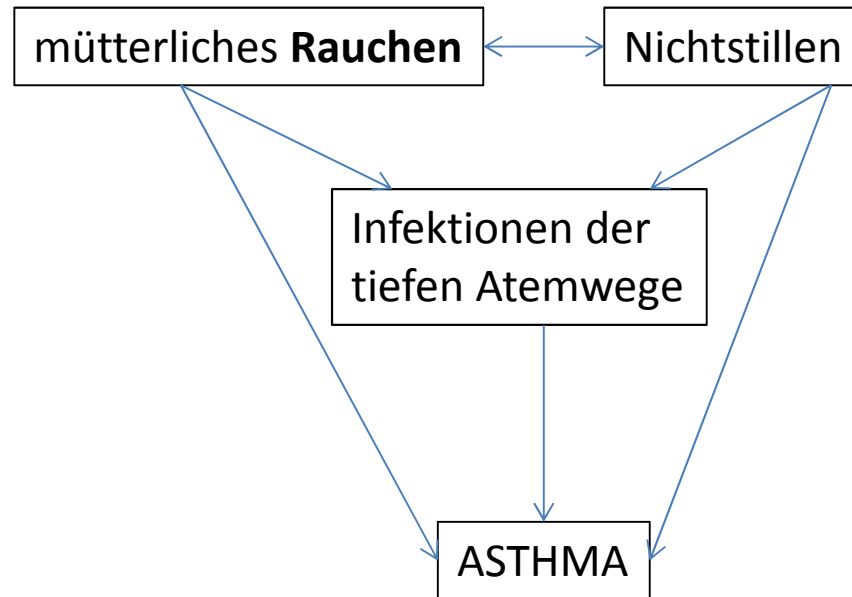 mütterliches Rauchen
Nichtstillen
Infektionen der
tiefen Atemwege
ASTHMA